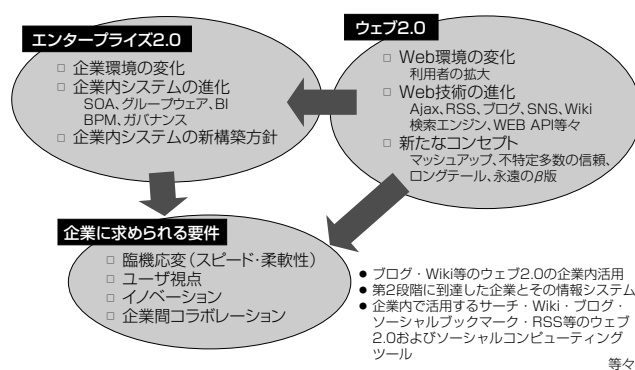 エンタープライズ2.0
□ 企業環境の変化
□ 企業内システムの進化
SOA、グループウェア、BI
BPM、ガバナンス
□ 企業内システムの新構築方針
ウェブ2.0
□ Web環境の変化
利用者の拡大
□ Web技術の進化
Ajax、RSS、ブログ、SNS、Wiki
検索エンジン、WEB API等々
□ 新たなコンセプト
マッシュアップ、不特定多数の信頼、
ロングテール、永遠のβ版
企業に求められる要件
□ 臨機応変（スピード・柔軟性）
□ ユーザ視点
□ イノベーション
□ 企業間コラボレーション
● ブログ・Wiki等のウェブ2.0の企業内活用
● 第2段階に到達した企業とその情報システム
● 企業内で活用するサーチ・Wiki・ブログ・
ソーシャルブックマーク・RSS等のウェブ
2.0およびソーシャルコンピューティング
ツール
等々